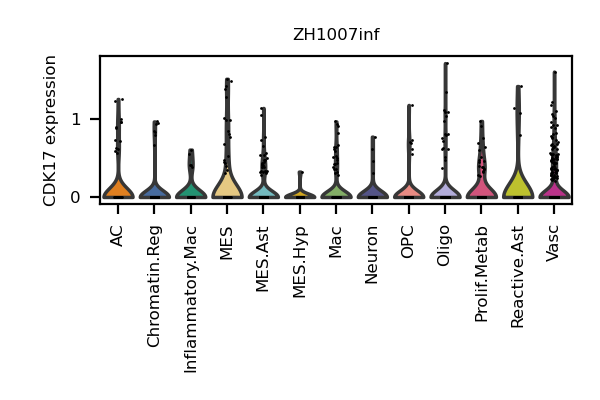 ZH1007inf
CDK17 expression
1
0
AC
Chromatin.Reg
Inflammatory.Mac
MES
MES.Ast
MES.Hyp
Mac
Neuron
OPC
Oligo
Prolif.Metab
Reactive.Ast
Vasc